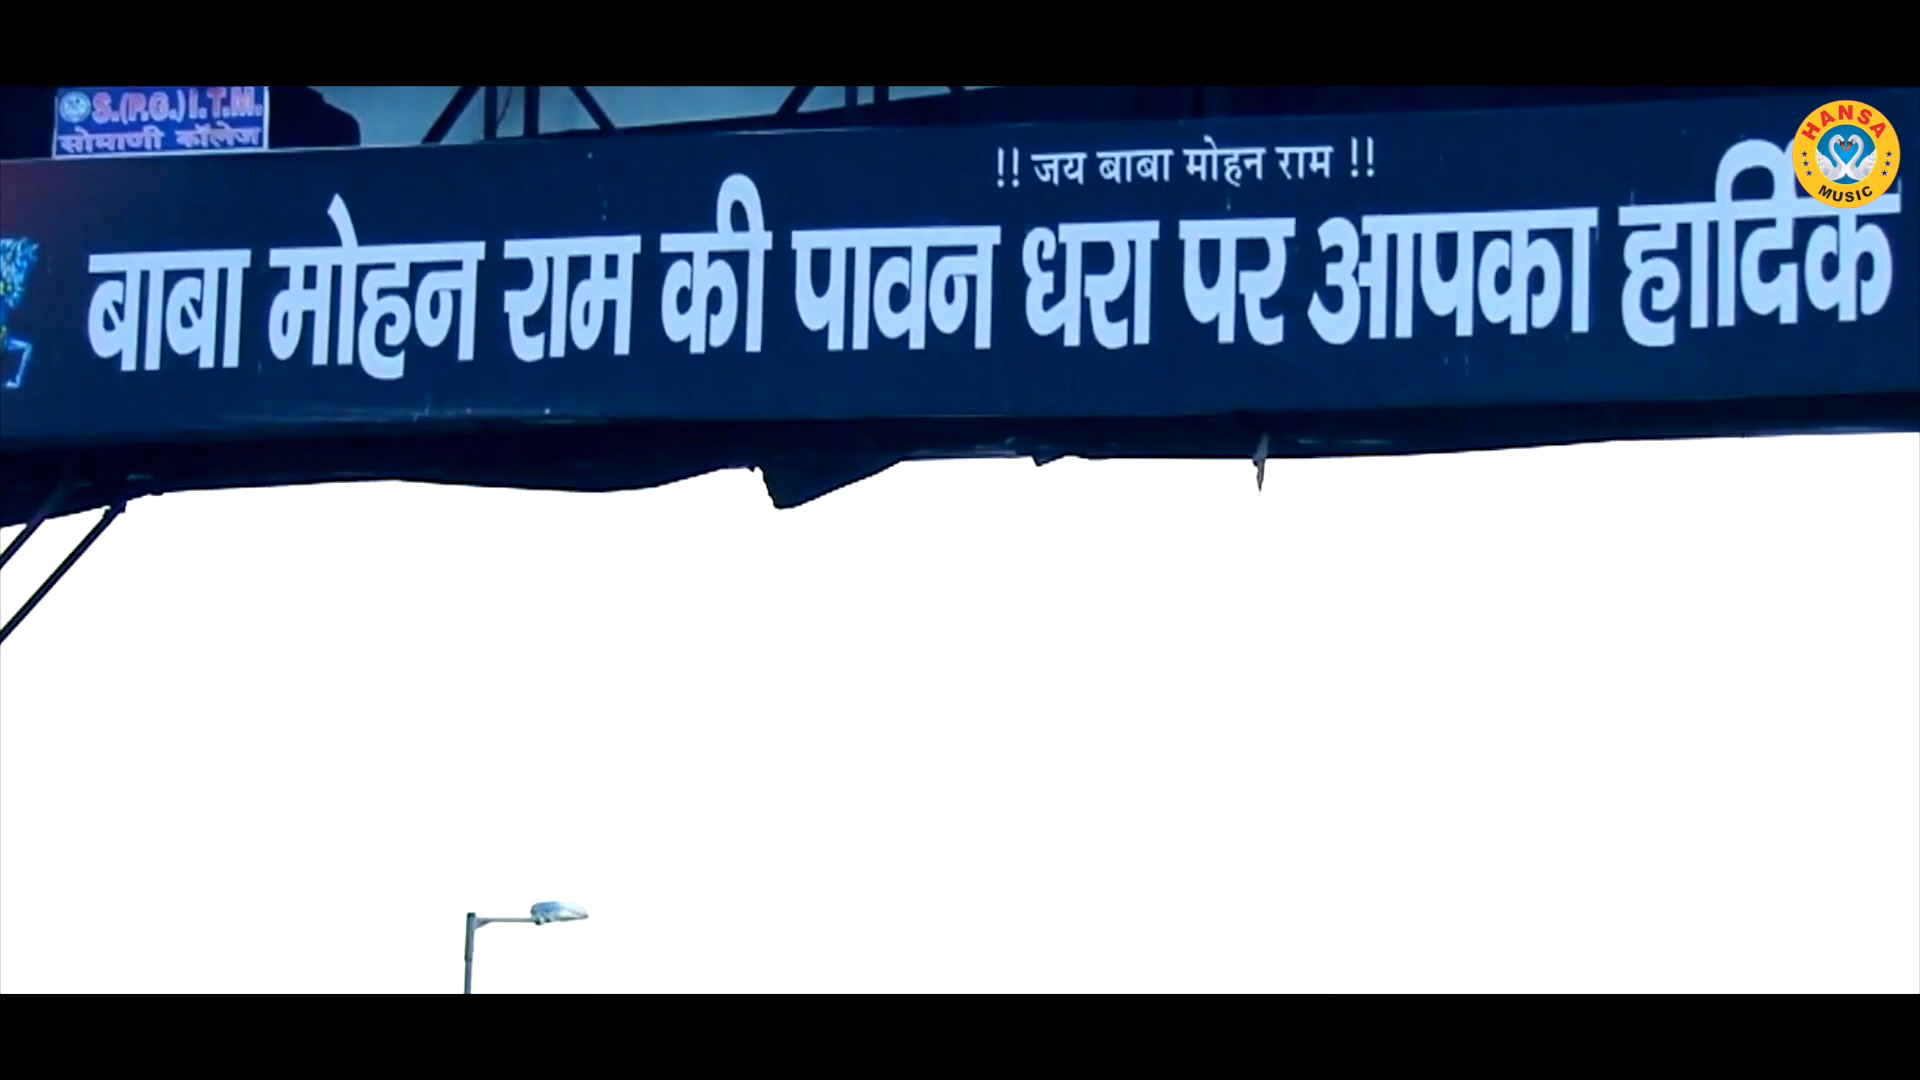 S.(P.G.) I.T.M.
सोमाणी कॉलेज
!! जय बाबा मोहन राम !!
बाबा मोहन राम की पावन धरा पर आपका हार्दिक
HANSA
MUSIC